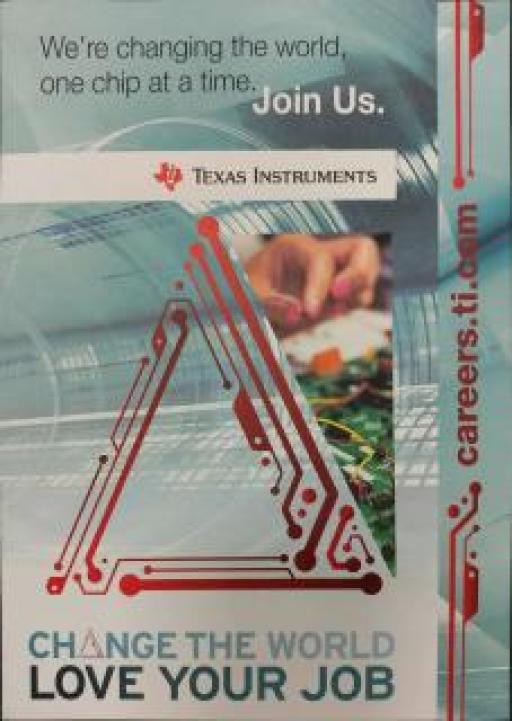 We're changing the world,
one chip at a time.
Join Us.
TEXAS INSTRUMENTS
careers.ti.com
CHANGE THE WORLD
LOVE YOUR JOB